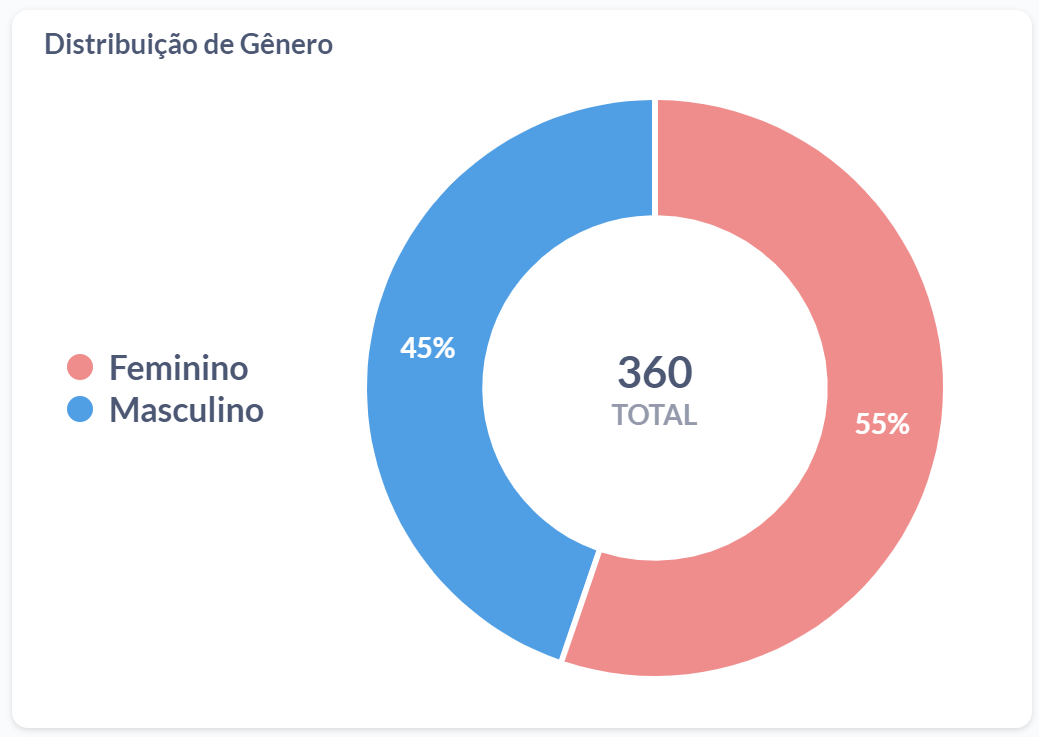 Distribuição de Gênero
Feminino
Masculino
45%
360
TOTAL
55%